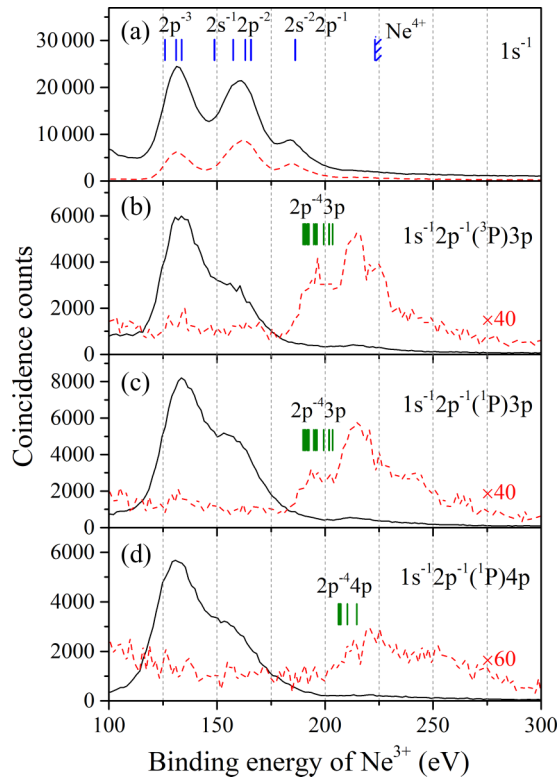 (a) 2p⁻³ 2s⁻¹2p⁻² 2s⁻²2p⁻¹ Ne⁴⁺ 1s⁻¹
30 000
20 000
10 000
0
(b) 2p⁻⁴3p 1s⁻¹2p⁻¹(³P)3p
6000
4000
2000
0
×40
(c) 2p⁻⁴3p 1s⁻¹2p⁻¹(¹P)3p
8000
6000
4000
2000
0
×40
(d) 2p⁻⁴4p 1s⁻¹2p⁻¹(¹P)4p
6000
4000
2000
0
×60
100 150 200 250 300
Binding energy of Ne³⁺ (eV)
Coincidence counts